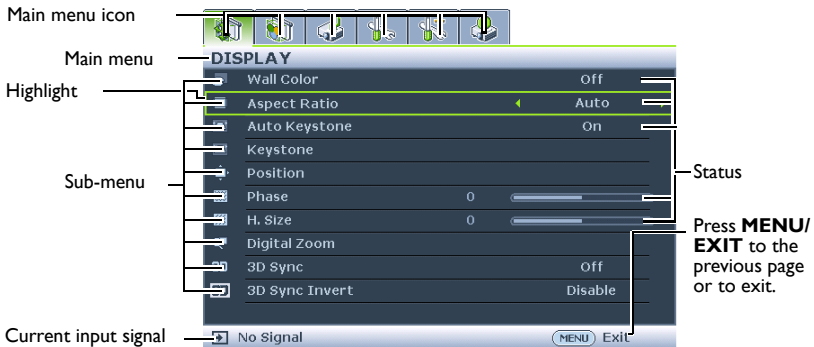 Main menu icon
Main menu
DISPLAY
Highlight
Wall Color Off
Aspect Ratio Auto
Auto Keystone On
Keystone
Position
Sub-menu
Status
Phase 0
H. Size 0
Digital Zoom
3D Sync Off
3D Sync Invert Disable
Press MENU/
EXIT to the
previous page
or to exit.
Current input signal
No Signal MENU Exit